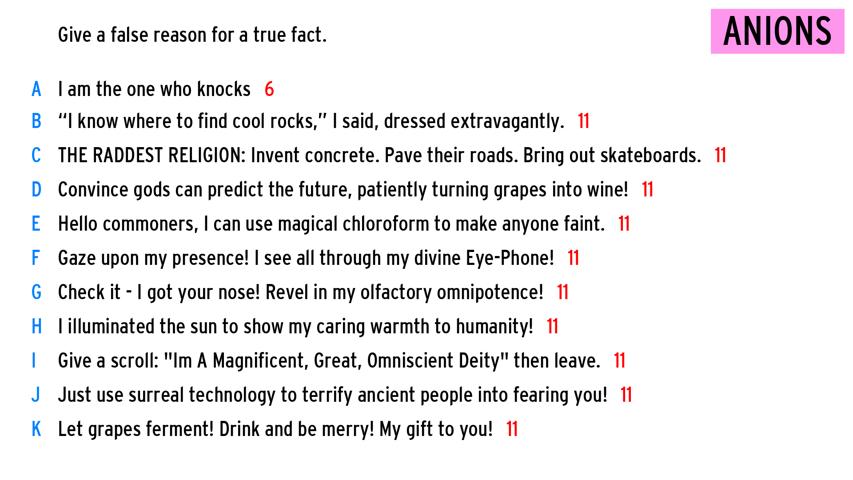 Give a false reason for a true fact.
ANIONS
A I am the one who knocks 6
B “I know where to find cool rocks,” I said, dressed extravagantly. 11
C THE RADDEST RELIGION: Invent concrete. Pave their roads. Bring out skateboards. 11
D Convince gods can predict the future, patiently turning grapes into wine! 11
E Hello commoners, I can use magical chloroform to make anyone faint. 11
F Gaze upon my presence! I see all through my divine Eye-Phone! 11
G Check it - I got your nose! Revel in my olfactory omnipotence! 11
H I illuminated the sun to show my caring warmth to humanity! 11
I Give a scroll: "Im A Magnificent, Great, Omniscient Deity" then leave. 11
J Just use surreal technology to terrify ancient people into fearing you! 11
K Let grapes ferment! Drink and be merry! My gift to you! 11